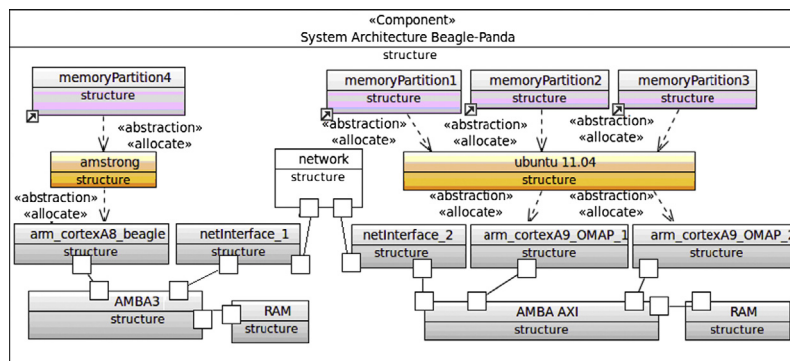 «Component»
System Architecture Beagle-Panda
structure
memoryPartition4
structure
memoryPartition1
structure
memoryPartition2
structure
memoryPartition3
structure
«abstraction»
«allocate»
«abstraction»
«allocate»
«abstraction»
«allocate»
«abstraction»
«allocate»
amstrong
structure
network
structure
ubuntu 11.04
structure
«abstraction»
«allocate»
«abstraction»
«allocate»
«abstraction»
«allocate»
arm_cortexA8_beagle
structure
netInterface_1
structure
netInterface_2
structure
arm_cortexA9_OMAP_1
structure
arm_cortexA9_OMAP_2
structure
AMBA3
structure
RAM
structure
AMBA AXI
structure
RAM
structure